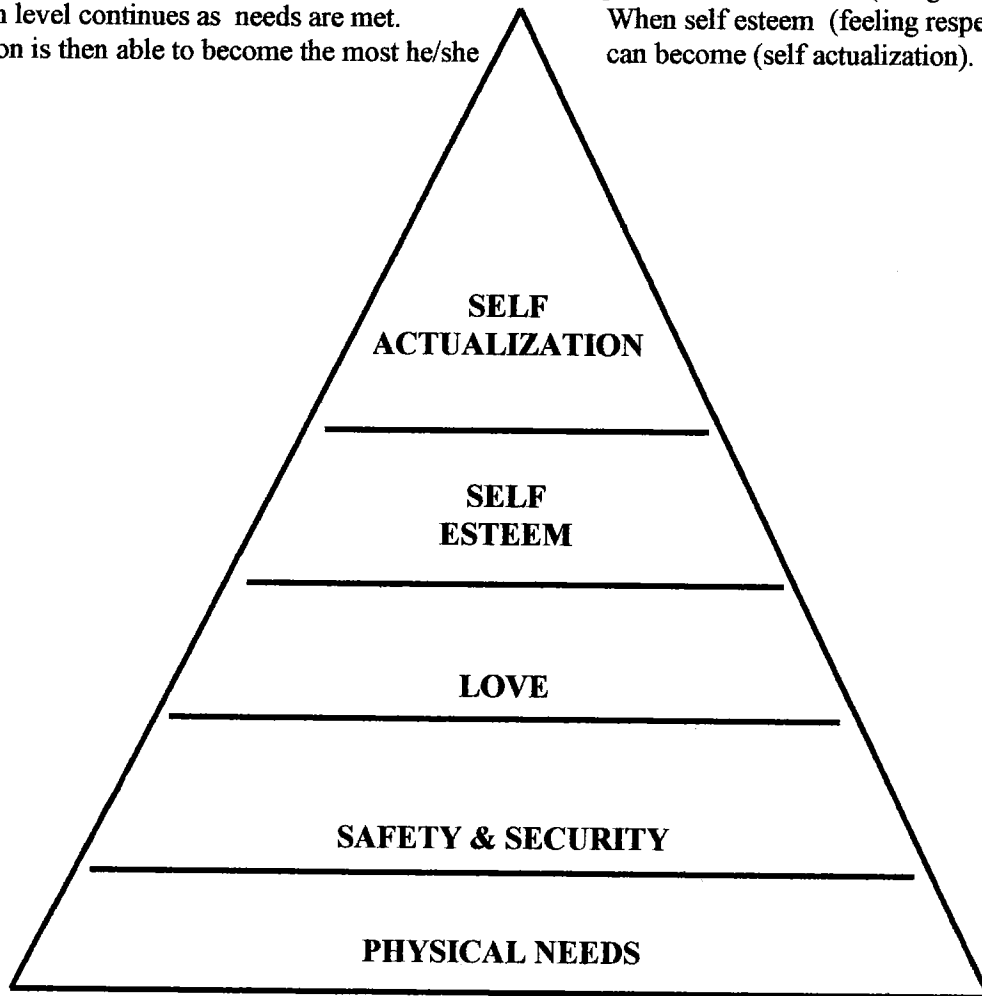 level continues as needs are met. When self esteem (feeling respe
on is then able to become the most he/she can become (self actualization).
SELF
ACTUALIZATION
SELF
ESTEEM
LOVE
SAFETY & SECURITY
PHYSICAL NEEDS